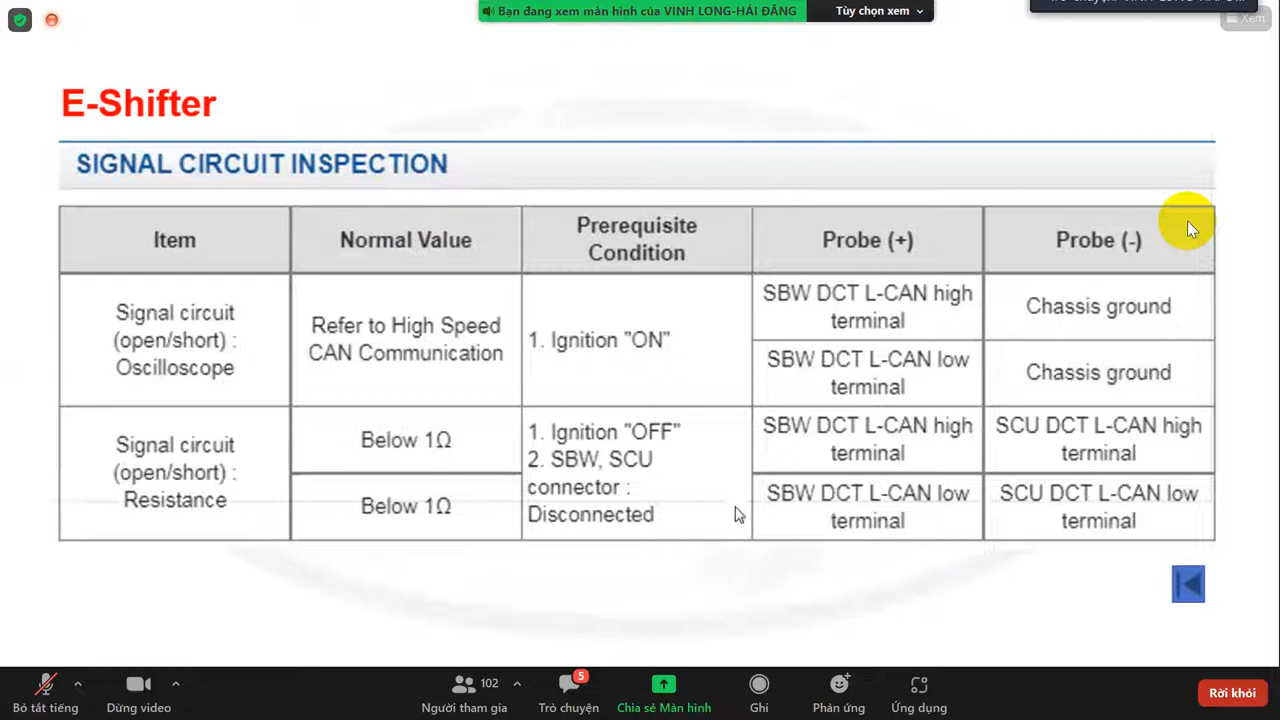 Bạn đang xem màn hình của VINH LONG-HẢI ĐĂNG
Tùy chọn xem
Xem
E-Shifter
SIGNAL CIRCUIT INSPECTION
Item
Normal Value
Prerequisite
Condition
Probe (+)
Probe (-)
Signal circuit
(open/short) :
Oscilloscope
Refer to High Speed
CAN Communication
1. Ignition "ON"
SBW DCT L-CAN high
terminal
Chassis ground
SBW DCT L-CAN low
terminal
Chassis ground
Signal circuit
(open/short) :
Resistance
Below 1Ω
Below 1Ω
1. Ignition "OFF"
2. SBW, SCU
connector :
Disconnected
SBW DCT L-CAN high
terminal
SCU DCT L-CAN high
terminal
SBW DCT L-CAN low
terminal
SCU DCT L-CAN low
terminal
Bỏ tắt tiếng
Dừng video
102
Người tham gia
5
Trò chuyện
Chia sẻ Màn hình
Ghi
Phản ứng
Ứng dụng
Rời khỏi